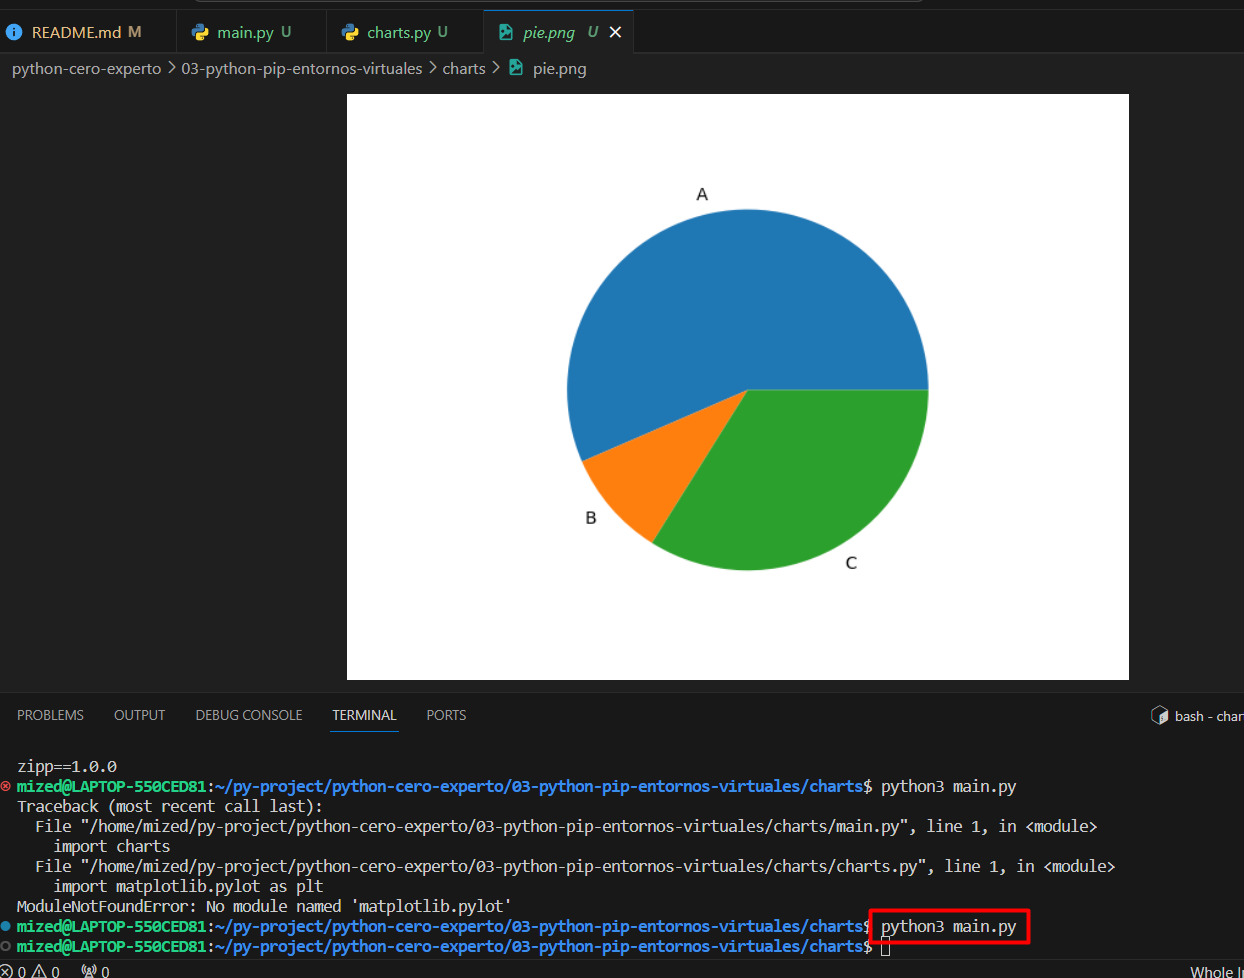 README.md M
main.py U
charts.py U
pie.png U
python-cero-experto > 03-python-pip-entornos-virtuales > charts > pie.png
A
B
C
PROBLEMS OUTPUT DEBUG CONSOLE TERMINAL PORTS
bash - char
zipp==1.0.0
mized@LAPTOP-550CED81:~/py-project/python-cero-experto/03-python-pip-entornos-virtuales/charts$ python3 main.py
Traceback (most recent call last):
  File "/home/mized/py-project/python-cero-experto/03-python-pip-entornos-virtuales/charts/main.py", line 1, in <module>
    import charts
  File "/home/mized/py-project/python-cero-experto/03-python-pip-entornos-virtuales/charts/charts.py", line 1, in <module>
    import matplotlib.pylot as plt
ModuleNotFoundError: No module named 'matplotlib.pylot'
mized@LAPTOP-550CED81:~/py-project/python-cero-experto/03-python-pip-entornos-virtuales/charts$ python3 main.py
mized@LAPTOP-550CED81:~/py-project/python-cero-experto/03-python-pip-entornos-virtuales/charts$
0 0 0
Whole